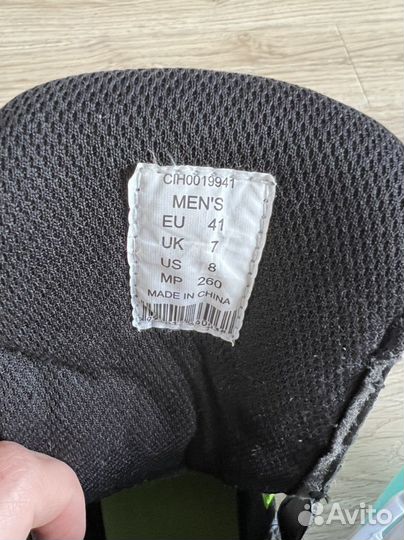 CIH0019941
MEN'S
EU 41
UK 7
US 8
MP 260
MADE IN CHINA
Avito